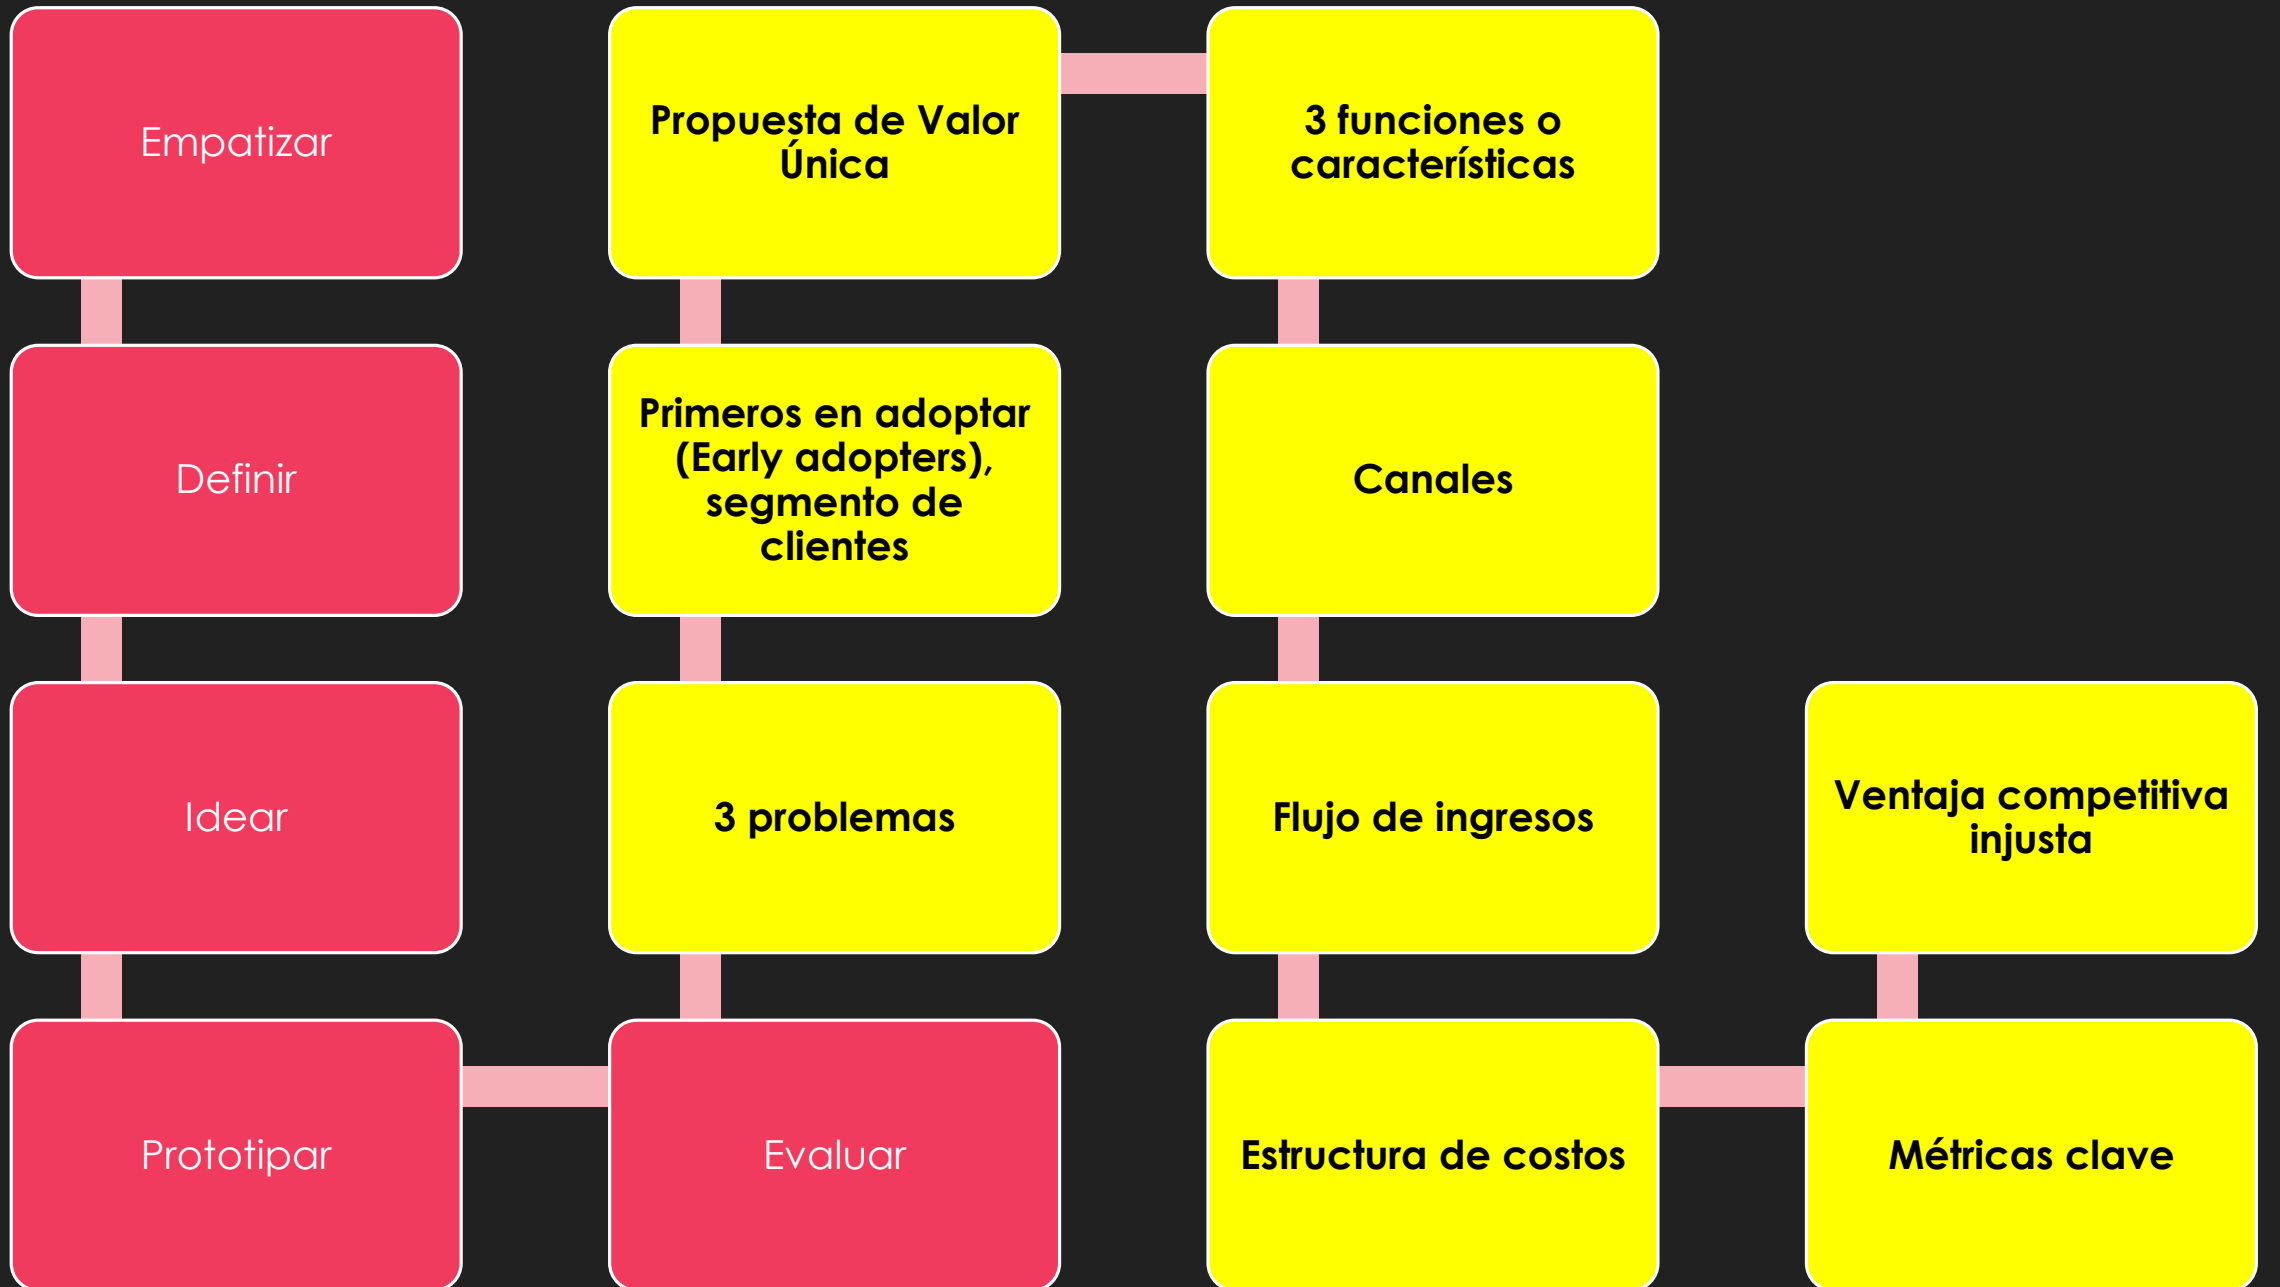 Empatizar
Definir
Idear
Prototipar
Evaluar
3 problemas
Primeros en adoptar
(Early adopters),
segmento de
clientes
Propuesta de Valor
Única
3 funciones o
características
Canales
Flujo de ingresos
Estructura de costos
Métricas clave
Ventaja competitiva
injusta